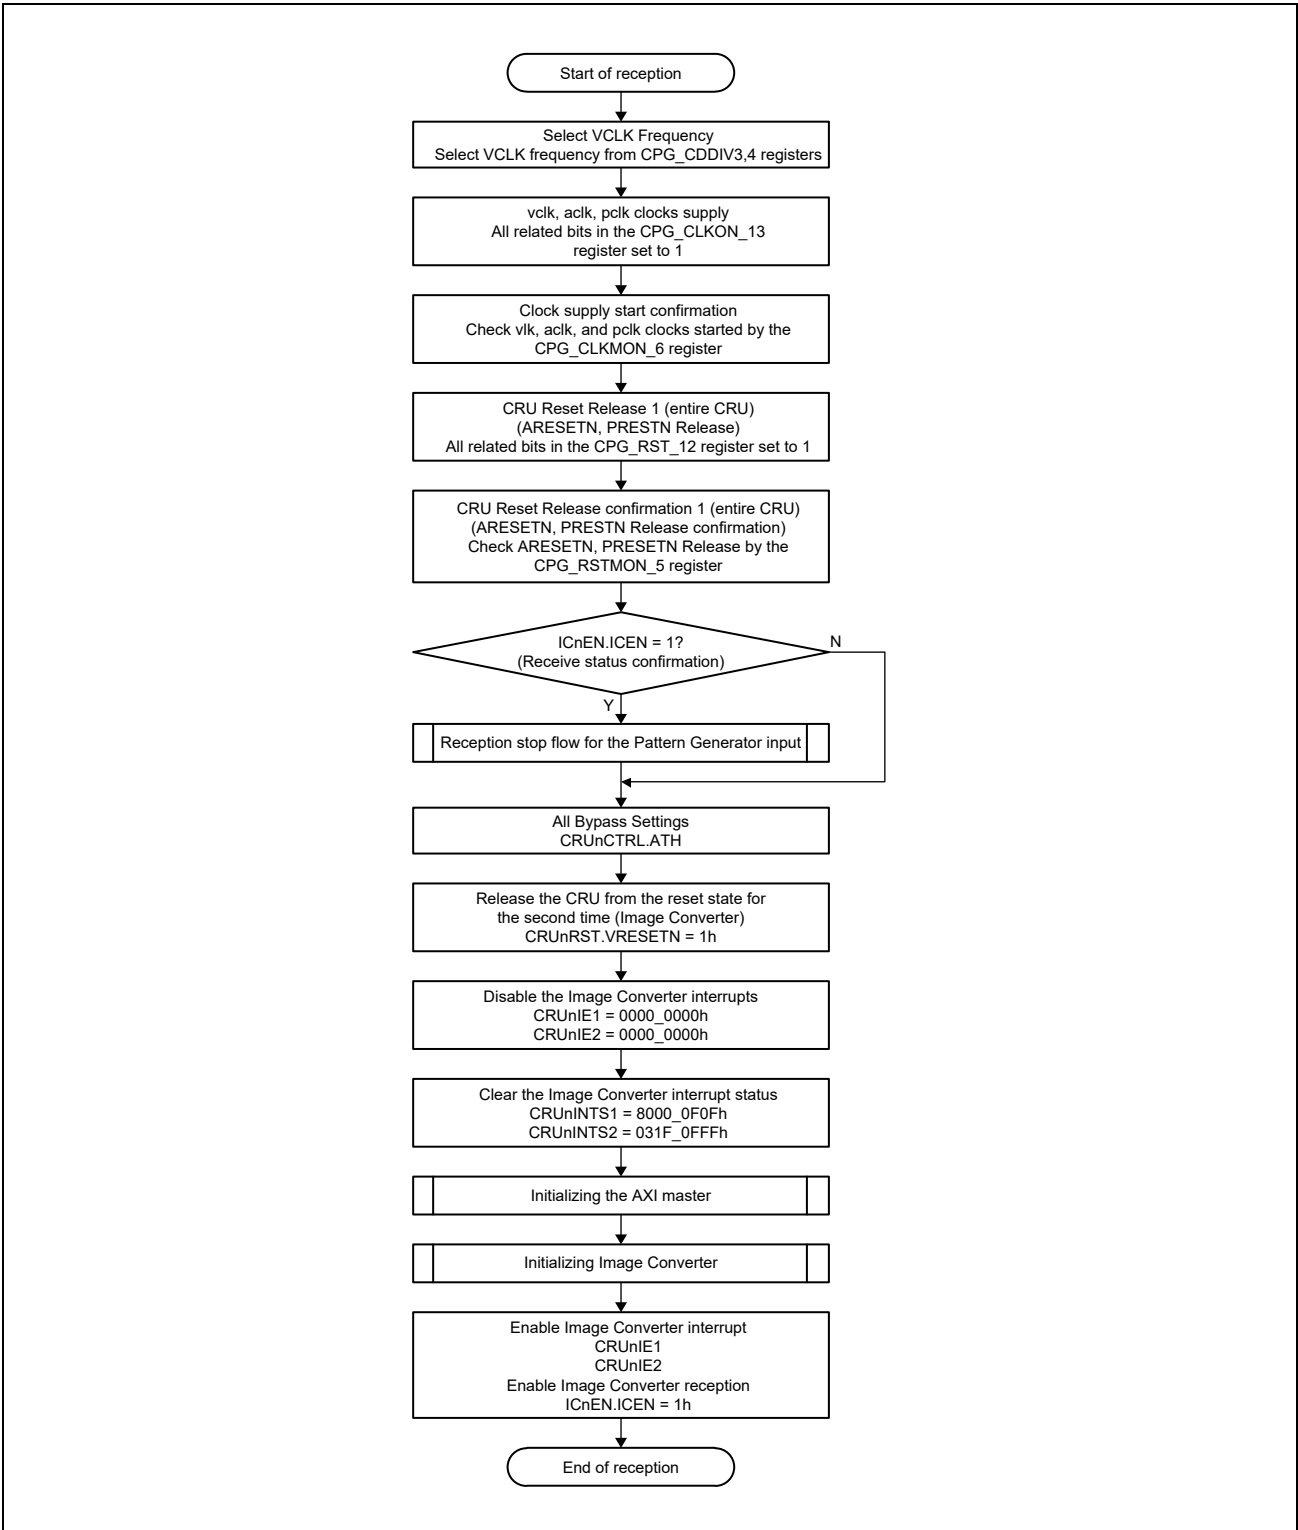 Start of reception
Select VCLK Frequency
Select VCLK frequency from CPG_CDDIV3,4 registers
vclk, aclk, pclk clocks supply
All related bits in the CPG_CLKON_13
register set to 1
Clock supply start confirmation
Check vlk, aclk, and pclk clocks started by the
CPG_CLKMON_6 register
CRU Reset Release 1 (entire CRU)
(ARESETN, PRESTN Release)
All related bits in the CPG_RST_12 register set to 1
CRU Reset Release confirmation 1 (entire CRU)
(ARESETN, PRESTN Release confirmation)
Check ARESETN, PRESETN Release by the
CPG_RSTMON_5 register
ICnEN.ICEN = 1?
(Receive status confirmation)
N
Y
Reception stop flow for the Pattern Generator input
All Bypass Settings
CRUnCTRL.ATH
Release the CRU from the reset state for
the second time (Image Converter)
CRUnRST.VRESETN = 1h
Disable the Image Converter interrupts
CRUnIE1 = 0000_0000h
CRUnIE2 = 0000_0000h
Clear the Image Converter interrupt status
CRUnINTS1 = 8000_0F0Fh
CRUnINTS2 = 031F_0FFFh
Initializing the AXI master
Initializing Image Converter
Enable Image Converter interrupt
CRUnIE1
CRUnIE2
Enable Image Converter reception
ICnEN.ICEN = 1h
End of reception